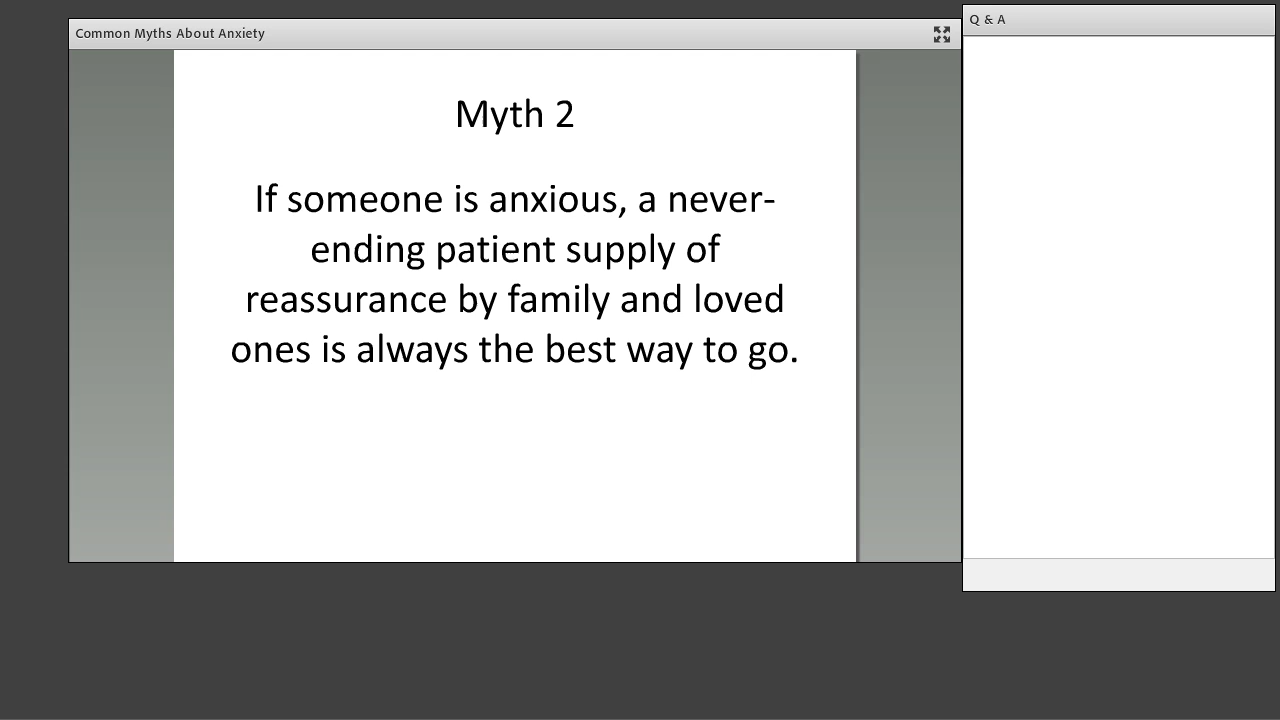 Common Myths About Anxiety
Q & A
Myth 2
If someone is anxious, a never-
ending patient supply of
reassurance by family and loved
ones is always the best way to go.